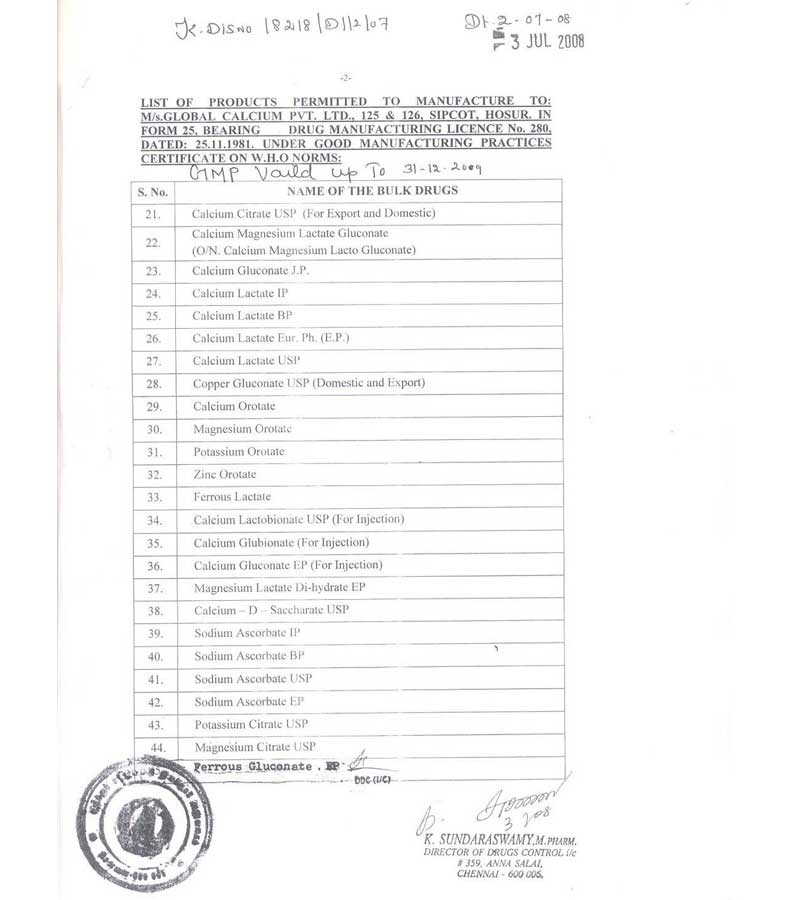 K. DIS NO 18218/D1/2/07
Dt. 2-07-08
3 JUL 2008
-2-
LIST OF PRODUCTS PERMITTED TO MANUFACTURE TO:
M/s.GLOBAL CALCIUM PVT. LTD., 125 & 126, SIPCOT, HOSUR. IN
FORM 25, BEARING DRUG MANUFACTURING LICENCE No. 280,
DATED: 25.11.1981. UNDER GOOD MANUFACTURING PRACTICES
CERTIFICATE ON W.H.O NORMS:
GMP Vaild up To 31-12-2009
S. No. NAME OF THE BULK DRUGS
21. Calcium Citrate USP (For Export and Domestic)
22. Calcium Magnesium Lactate Gluconate
(O/N. Calcium Magnesium Lacto Gluconate)
23. Calcium Gluconate J.P.
24. Calcium Lactate IP
25. Calcium Lactate BP
26. Calcium Lactate Eur. Ph. (E.P.)
27. Calcium Lactate USP
28. Copper Gluconate USP (Domestic and Export)
29. Calcium Orotate
30. Magnesium Orotate
31. Potassium Orotate
32. Zinc Orotate
33. Ferrous Lactate
34. Calcium Lactobionate USP (For Injection)
35. Calcium Glubionate (For Injection)
36. Calcium Gluconate EP (For Injection)
37. Magnesium Lactate Di-hydrate EP
38. Calcium – D – Saccharate USP
39. Sodium Ascorbate IP
40. Sodium Ascorbate BP
41. Sodium Ascorbate USP
42. Sodium Ascorbate EP
43. Potassium Citrate USP
44. Magnesium Citrate USP
Ferrous Gluconate . EP
DDC (I/C)
3 7 08
K. SUNDARASWAMY, M.PHARM.
DIRECTOR OF DRUGS CONTROL i/c
# 359, ANNA SALAI,
CHENNAI - 600 006.